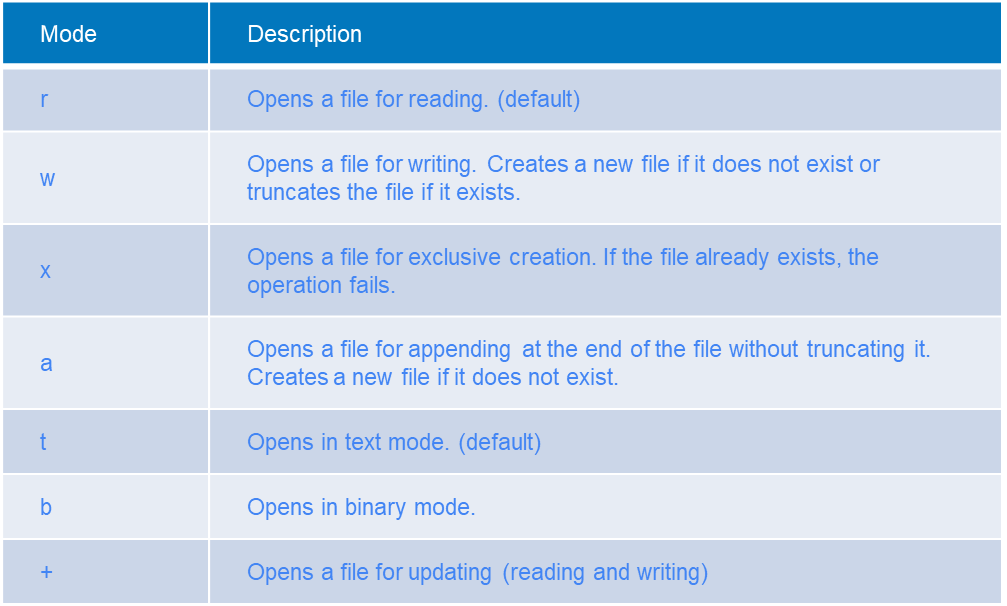 Mode Description
r Opens a file for reading. (default)
w Opens a file for writing. Creates a new file if it does not exist or
truncates the file if it exists.
x Opens a file for exclusive creation. If the file already exists, the
operation fails.
a Opens a file for appending at the end of the file without truncating it.
Creates a new file if it does not exist.
t Opens in text mode. (default)
b Opens in binary mode.
+ Opens a file for updating (reading and writing)